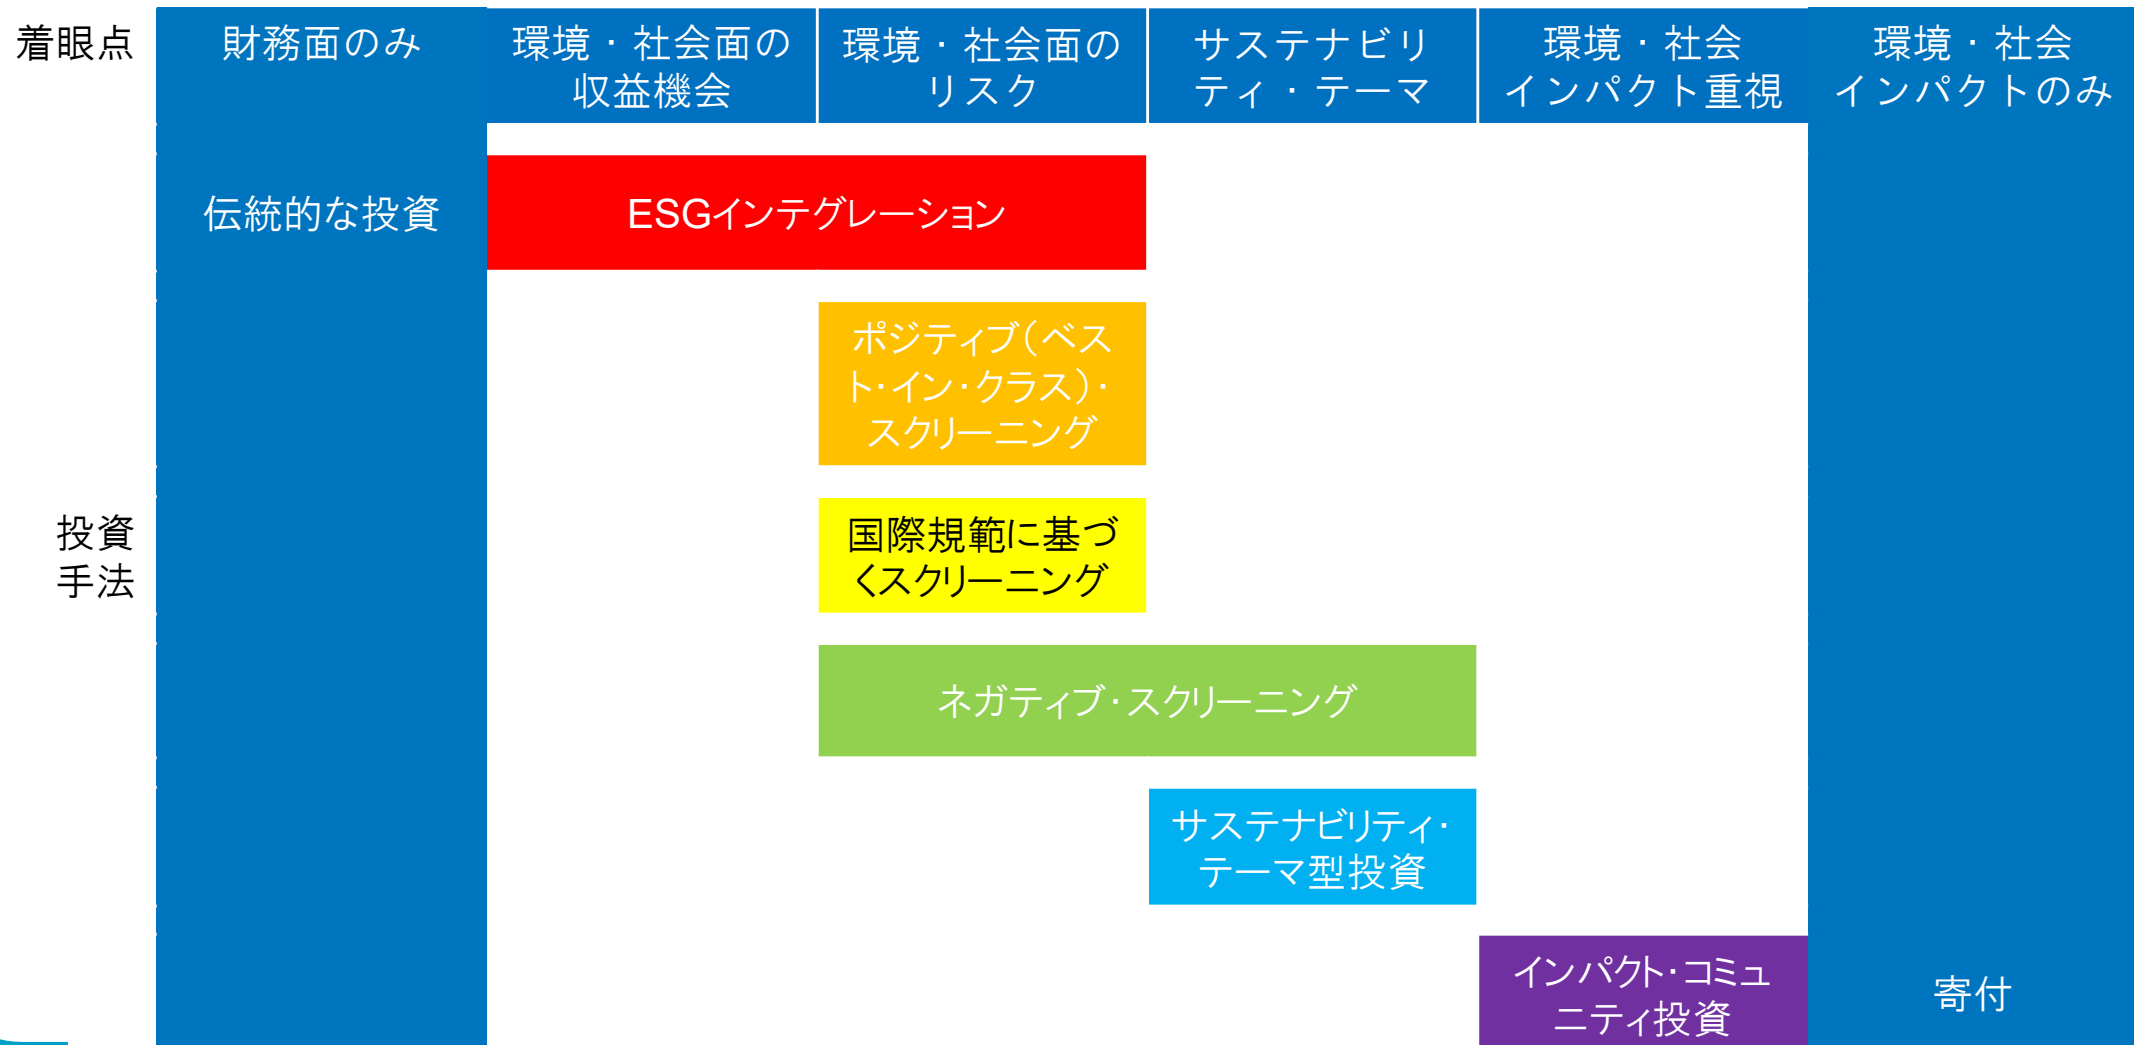 着眼点
財務面のみ
環境・社会面の
収益機会
環境・社会面の
リスク
サステナビリ
ティ・テーマ
環境・社会
インパクト重視
環境・社会
インパクトのみ
伝統的な投資
ESGインテグレーション
ポジティブ（ベス
ト・イン・クラス）・
スクリーニング
投資
手法
国際規範に基づ
くスクリーニング
ネガティブ・スクリーニング
サステナビリティ・
テーマ型投資
インパクト・コミュ
ニティ投資
寄付